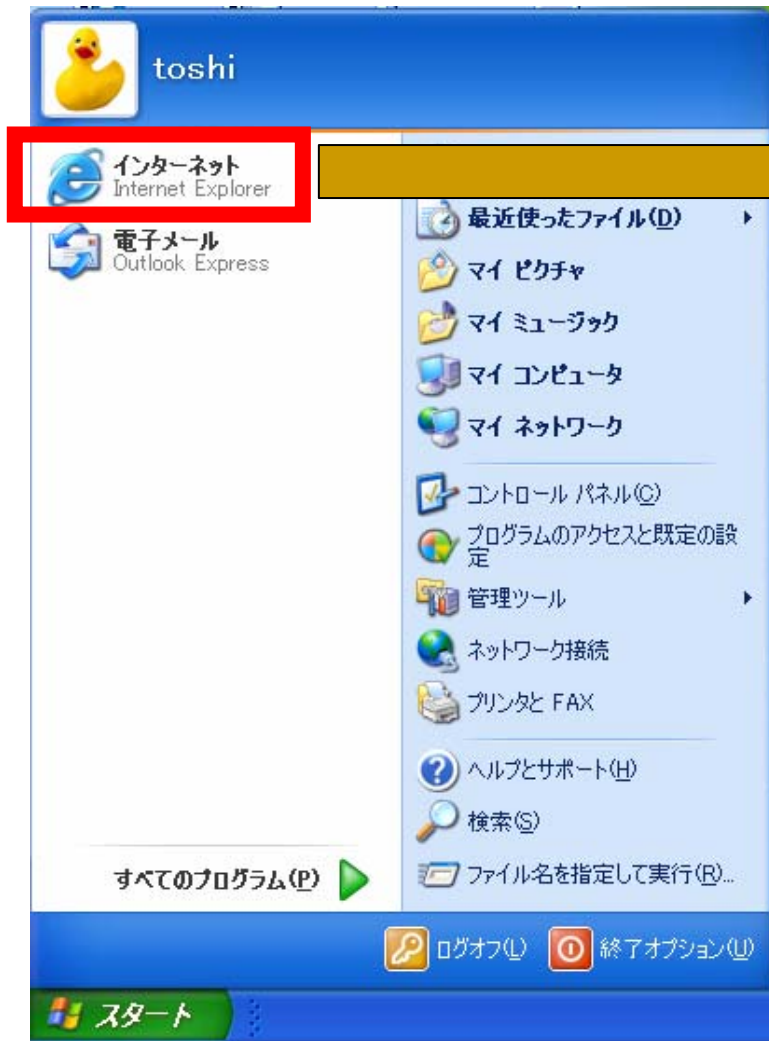 toshi
インターネット
Internet Explorer
電子メール
Outlook Express
すべてのプログラム(P)
最近使ったファイル(D)
マイ ピクチャ
マイ ミュージック
マイ コンピュータ
マイ ネットワーク
コントロール パネル(C)
プログラムのアクセスと既定の設
定
管理ツール
ネットワーク接続
プリンタと FAX
ヘルプとサポート(H)
検索(S)
ファイル名を指定して実行(R)...
ログオフ(L)
終了オプション(U)
スタート